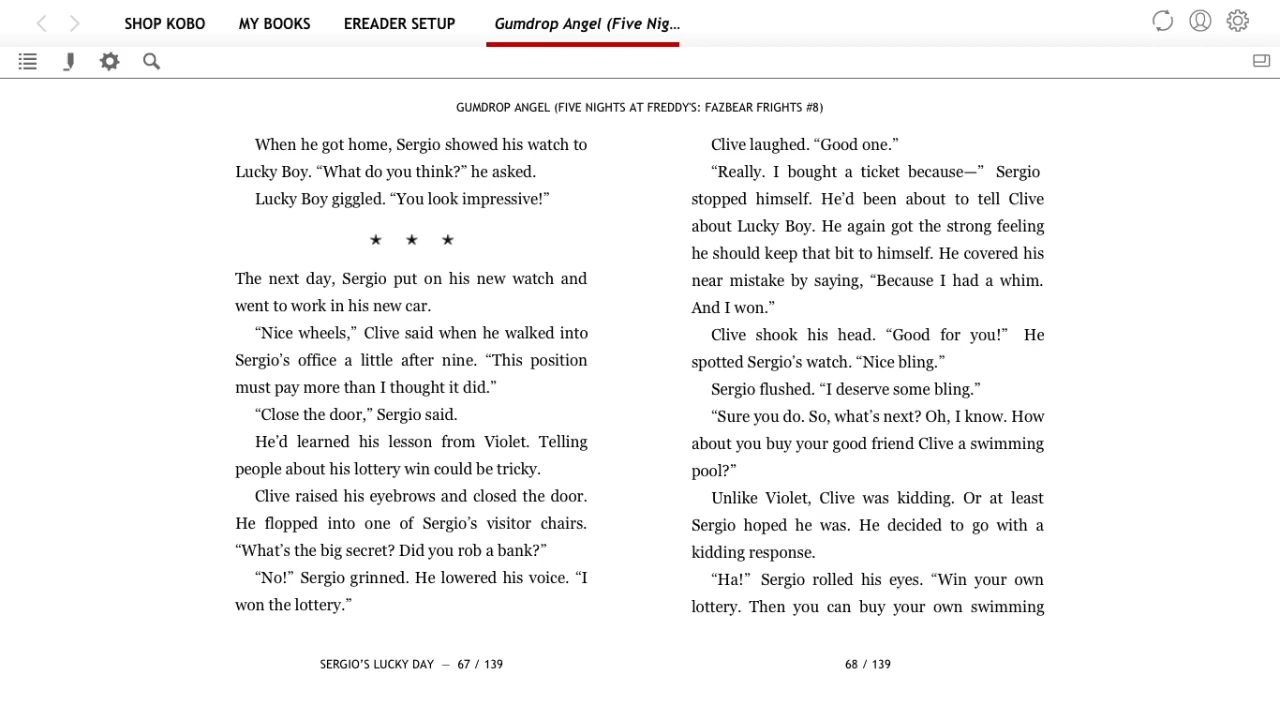 SHOP KOBO MY BOOKS EREADER SETUP Gumdrop Angel (Five Nig...
GUMDROP ANGEL (FIVE NIGHTS AT FREDDY'S: FAZBEAR FRIGHTS #8)
When he got home, Sergio showed his watch to
Lucky Boy. “What do you think?” he asked.
Lucky Boy giggled. “You look impressive!”
★ ★ ★
The next day, Sergio put on his new watch and
went to work in his new car.
“Nice wheels,” Clive said when he walked into
Sergio’s office a little after nine. “This position
must pay more than I thought it did.”
“Close the door,” Sergio said.
He’d learned his lesson from Violet. Telling
people about his lottery win could be tricky.
Clive raised his eyebrows and closed the door.
He flopped into one of Sergio’s visitor chairs.
“What’s the big secret? Did you rob a bank?”
“No!” Sergio grinned. He lowered his voice. “I
won the lottery.”
SERGIO’S LUCKY DAY — 67 / 139
Clive laughed. “Good one.”
“Really. I bought a ticket because—” Sergio
stopped himself. He’d been about to tell Clive
about Lucky Boy. He again got the strong feeling
he should keep that bit to himself. He covered his
near mistake by saying, “Because I had a whim.
And I won.”
Clive shook his head. “Good for you!” He
spotted Sergio’s watch. “Nice bling.”
Sergio flushed. “I deserve some bling.”
“Sure you do. So, what’s next? Oh, I know. How
about you buy your good friend Clive a swimming
pool?”
Unlike Violet, Clive was kidding. Or at least
Sergio hoped he was. He decided to go with a
kidding response.
“Ha!” Sergio rolled his eyes. “Win your own
lottery. Then you can buy your own swimming
68 / 139